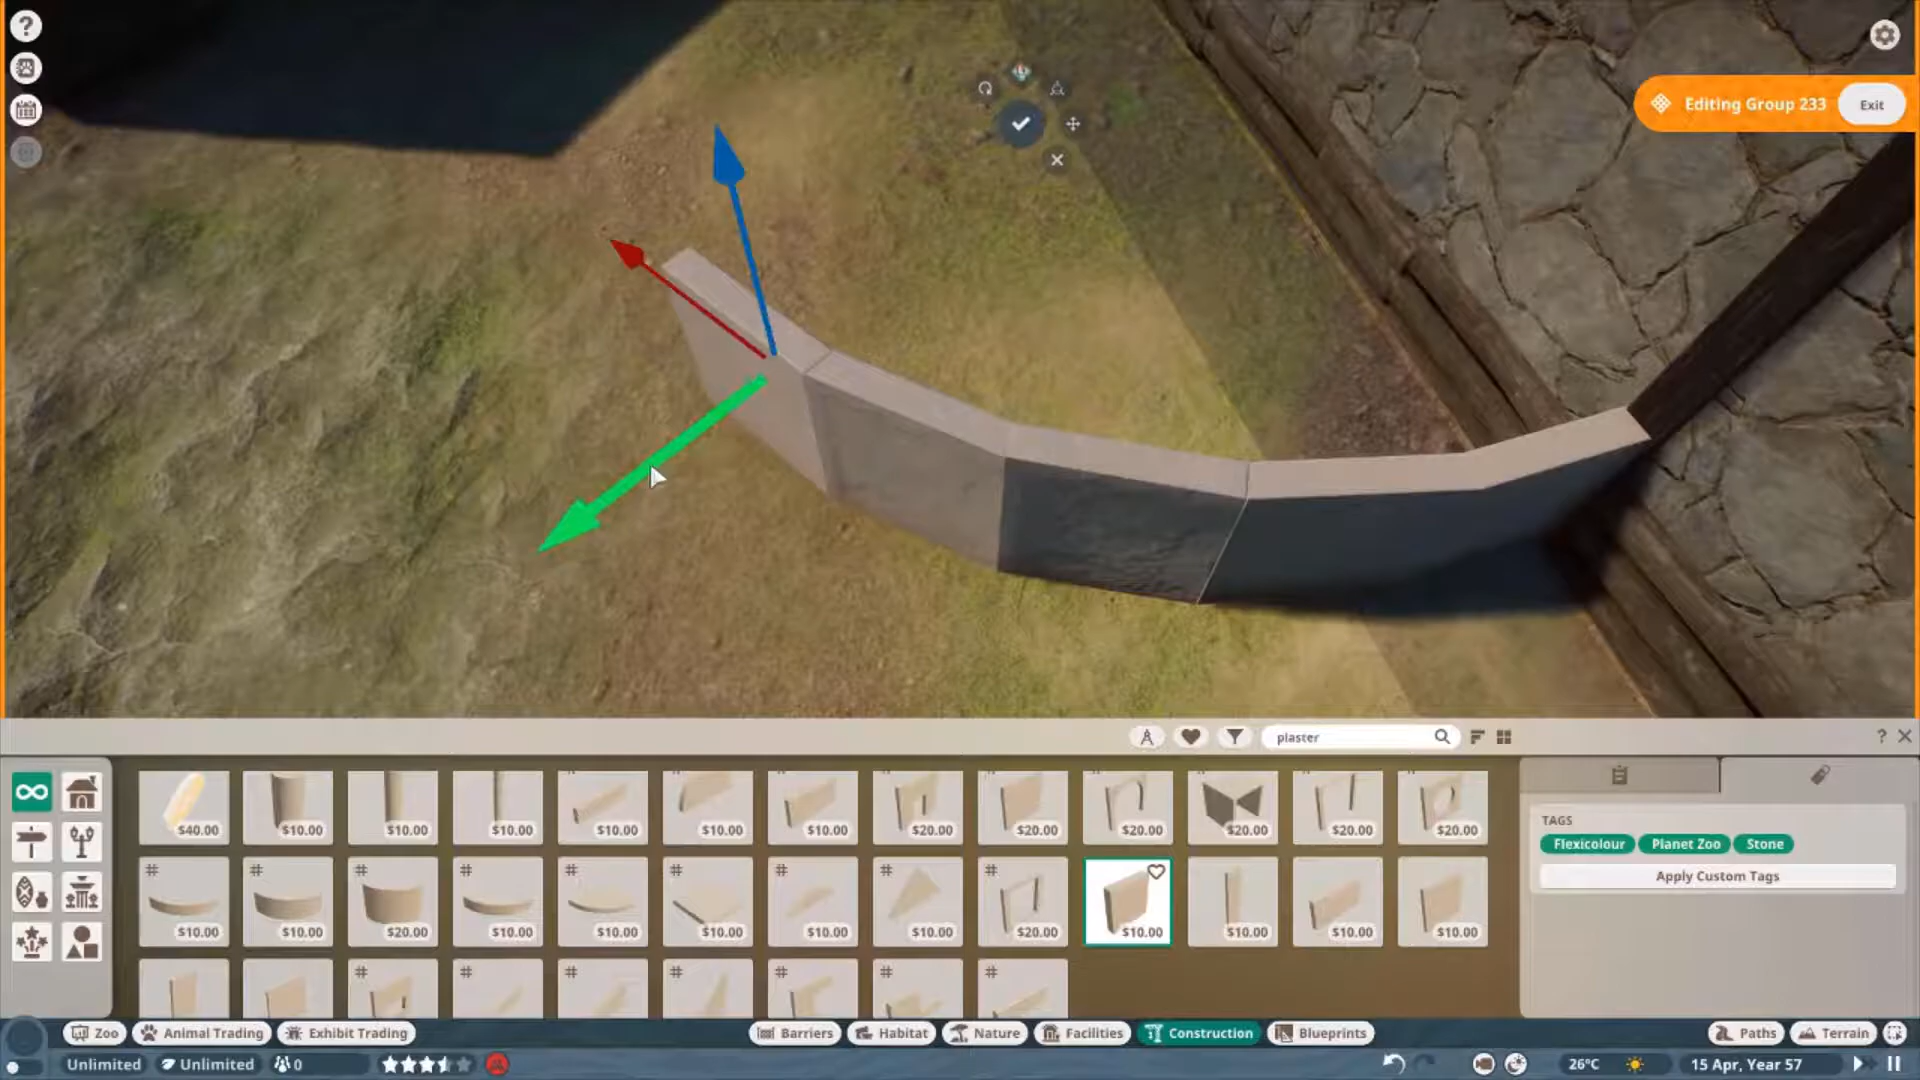 ?
Editing Group 233
Exit
plaster
?
$40.00
$10.00
$10.00
$10.00
$10.00
$10.00
$10.00
$20.00
$20.00
$20.00
$20.00
$20.00
$20.00
# $10.00
# $10.00
# $20.00
# $10.00
# $10.00
# $10.00
# $10.00
# $10.00
# $20.00
$10.00
$10.00
$10.00
$10.00
#
#
#
#
#
#
#
TAGS
Flexicolour
Planet Zoo
Stone
Apply Custom Tags
Zoo
Animal Trading
Exhibit Trading
Barriers
Habitat
Nature
Facilities
Construction
Blueprints
Paths
Terrain
Unlimited
Unlimited
0
26°C
15 Apr, Year 57